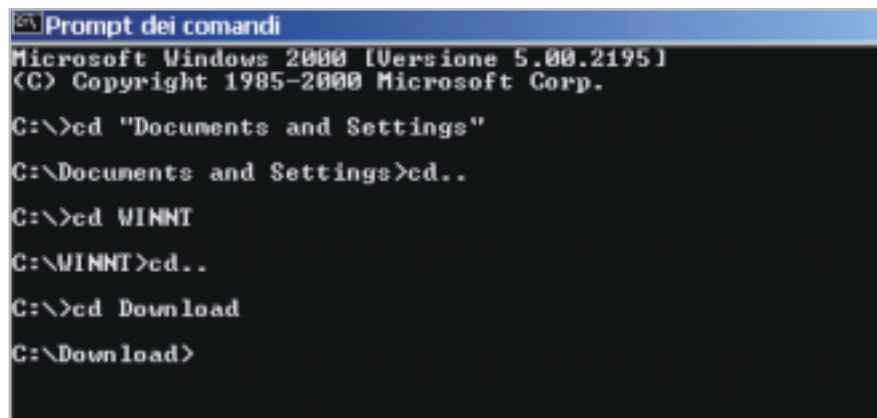 Prompt dei comandi
Microsoft Windows 2000 [Versione 5.00.2195]
(C) Copyright 1985-2000 Microsoft Corp.
C:\>cd "Documents and Settings"
C:\Documents and Settings>cd..
C:\>cd WINNT
C:\WINNT>cd..
C:\>cd Download
C:\Download>